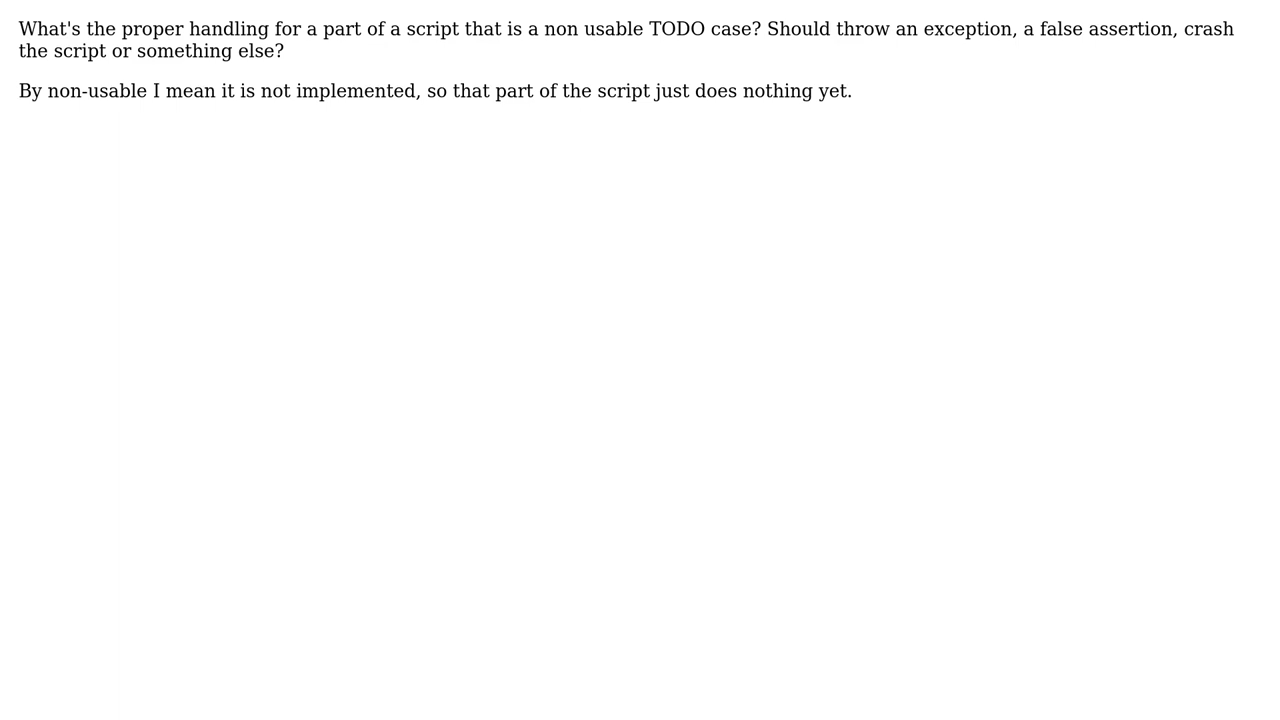 What's the proper handling for a part of a script that is a non usable TODO case? Should throw an exception, a false assertion, crash
the script or something else?
By non-usable I mean it is not implemented, so that part of the script just does nothing yet.